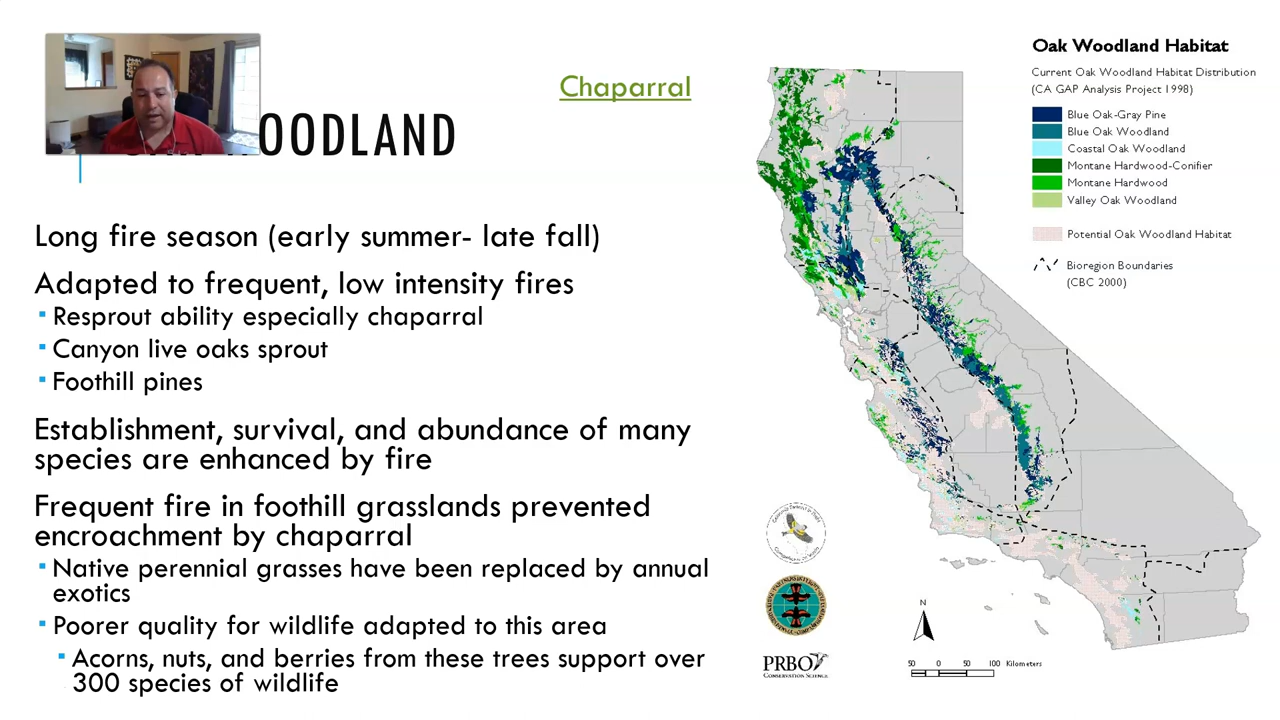 Chaparral
OODLAND
Long fire season (early summer- late fall)
Adapted to frequent, low intensity fires
Resprout ability especially chaparral
Canyon live oaks sprout
Foothill pines
Establishment, survival, and abundance of many
species are enhanced by fire
Frequent fire in foothill grasslands prevented
encroachment by chaparral
Native perennial grasses have been replaced by annual
exotics
Poorer quality for wildlife adapted to this area
Acorns, nuts, and berries from these trees support over
300 species of wildlife
Oak Woodland Habitat
Current Oak Woodland Habitat Distribution
(CA GAP Analysis Project 1998)
Blue Oak-Gray Pine
Blue Oak Woodland
Coastal Oak Woodland
Montane Hardwood-Conifier
Montane Hardwood
Valley Oak Woodland
Potential Oak Woodland Habitat
Bioregion Boundaries
(CBC 2000)
PRBO
CONSERVATION SCIENCE
N
50 0 50 100 Kilometers